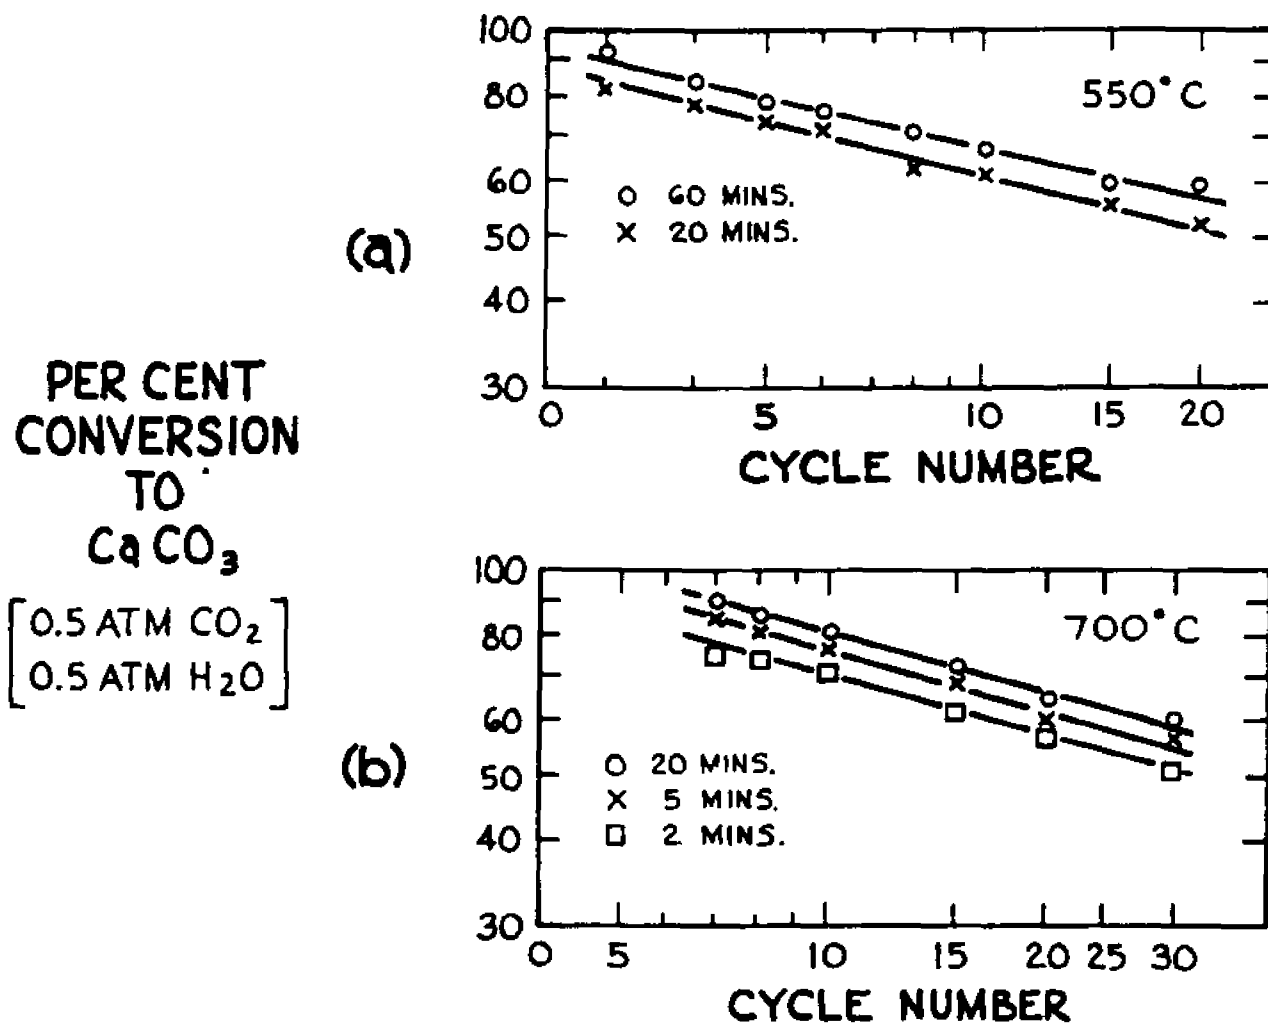 PER CENT
CONVERSION
TO
CaCO3
[0.5 ATM CO2
0.5 ATM H2O]
(a)
100
80
60
50
40
30
550°C
O 60 MINS.
X 20 MINS.
0 5 10 15 20
CYCLE NUMBER
(b)
100
80
60
50
40
30
700°C
O 20 MINS.
X 5 MINS.
□ 2 MINS.
0 5 10 15 20 25 30
CYCLE NUMBER